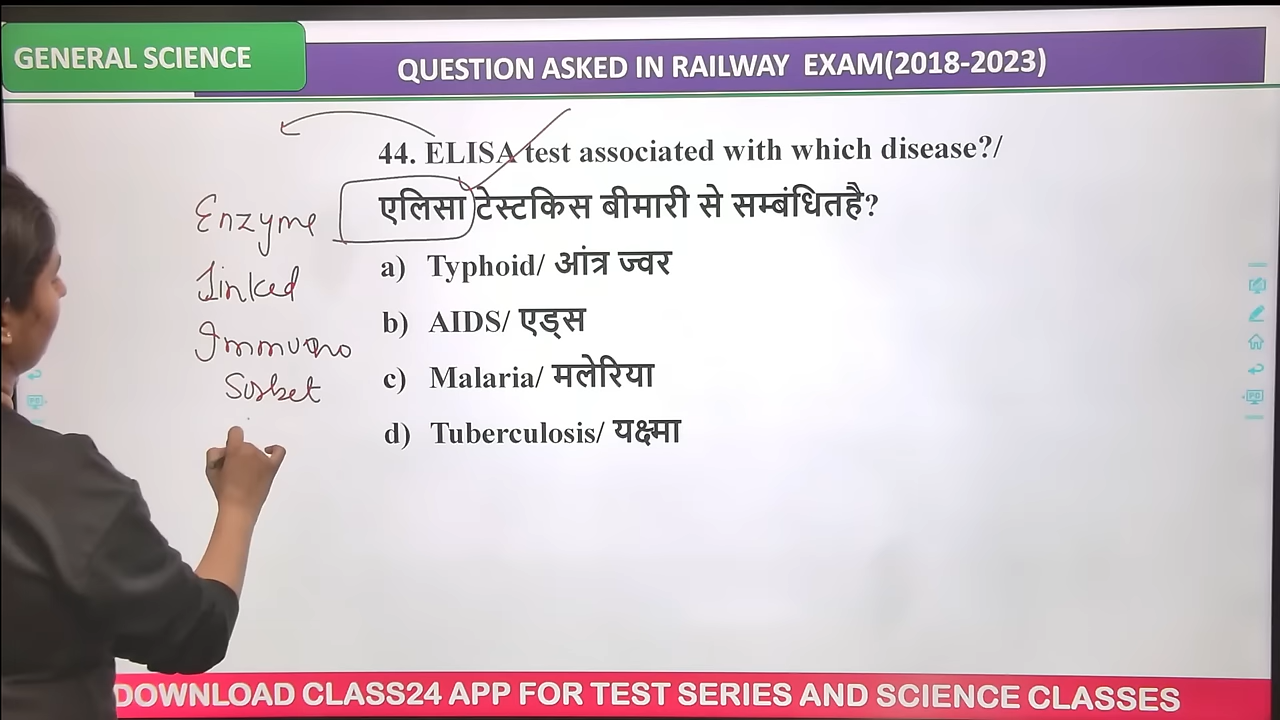 GENERAL SCIENCE
QUESTION ASKED IN RAILWAY EXAM(2018-2023)
44. ELISA test associated with which disease?/
एलिसा टेस्टकिस बीमारी से सम्बंधितहै?
a) Typhoid/ आंत्र ज्वर
b) AIDS/ एड्स
c) Malaria/ मलेरिया
d) Tuberculosis/ यक्ष्मा
Enzyme
Linked
Immuno
Sorbet
DOWNLOAD CLASS24 APP FOR TEST SERIES AND SCIENCE CLASSES